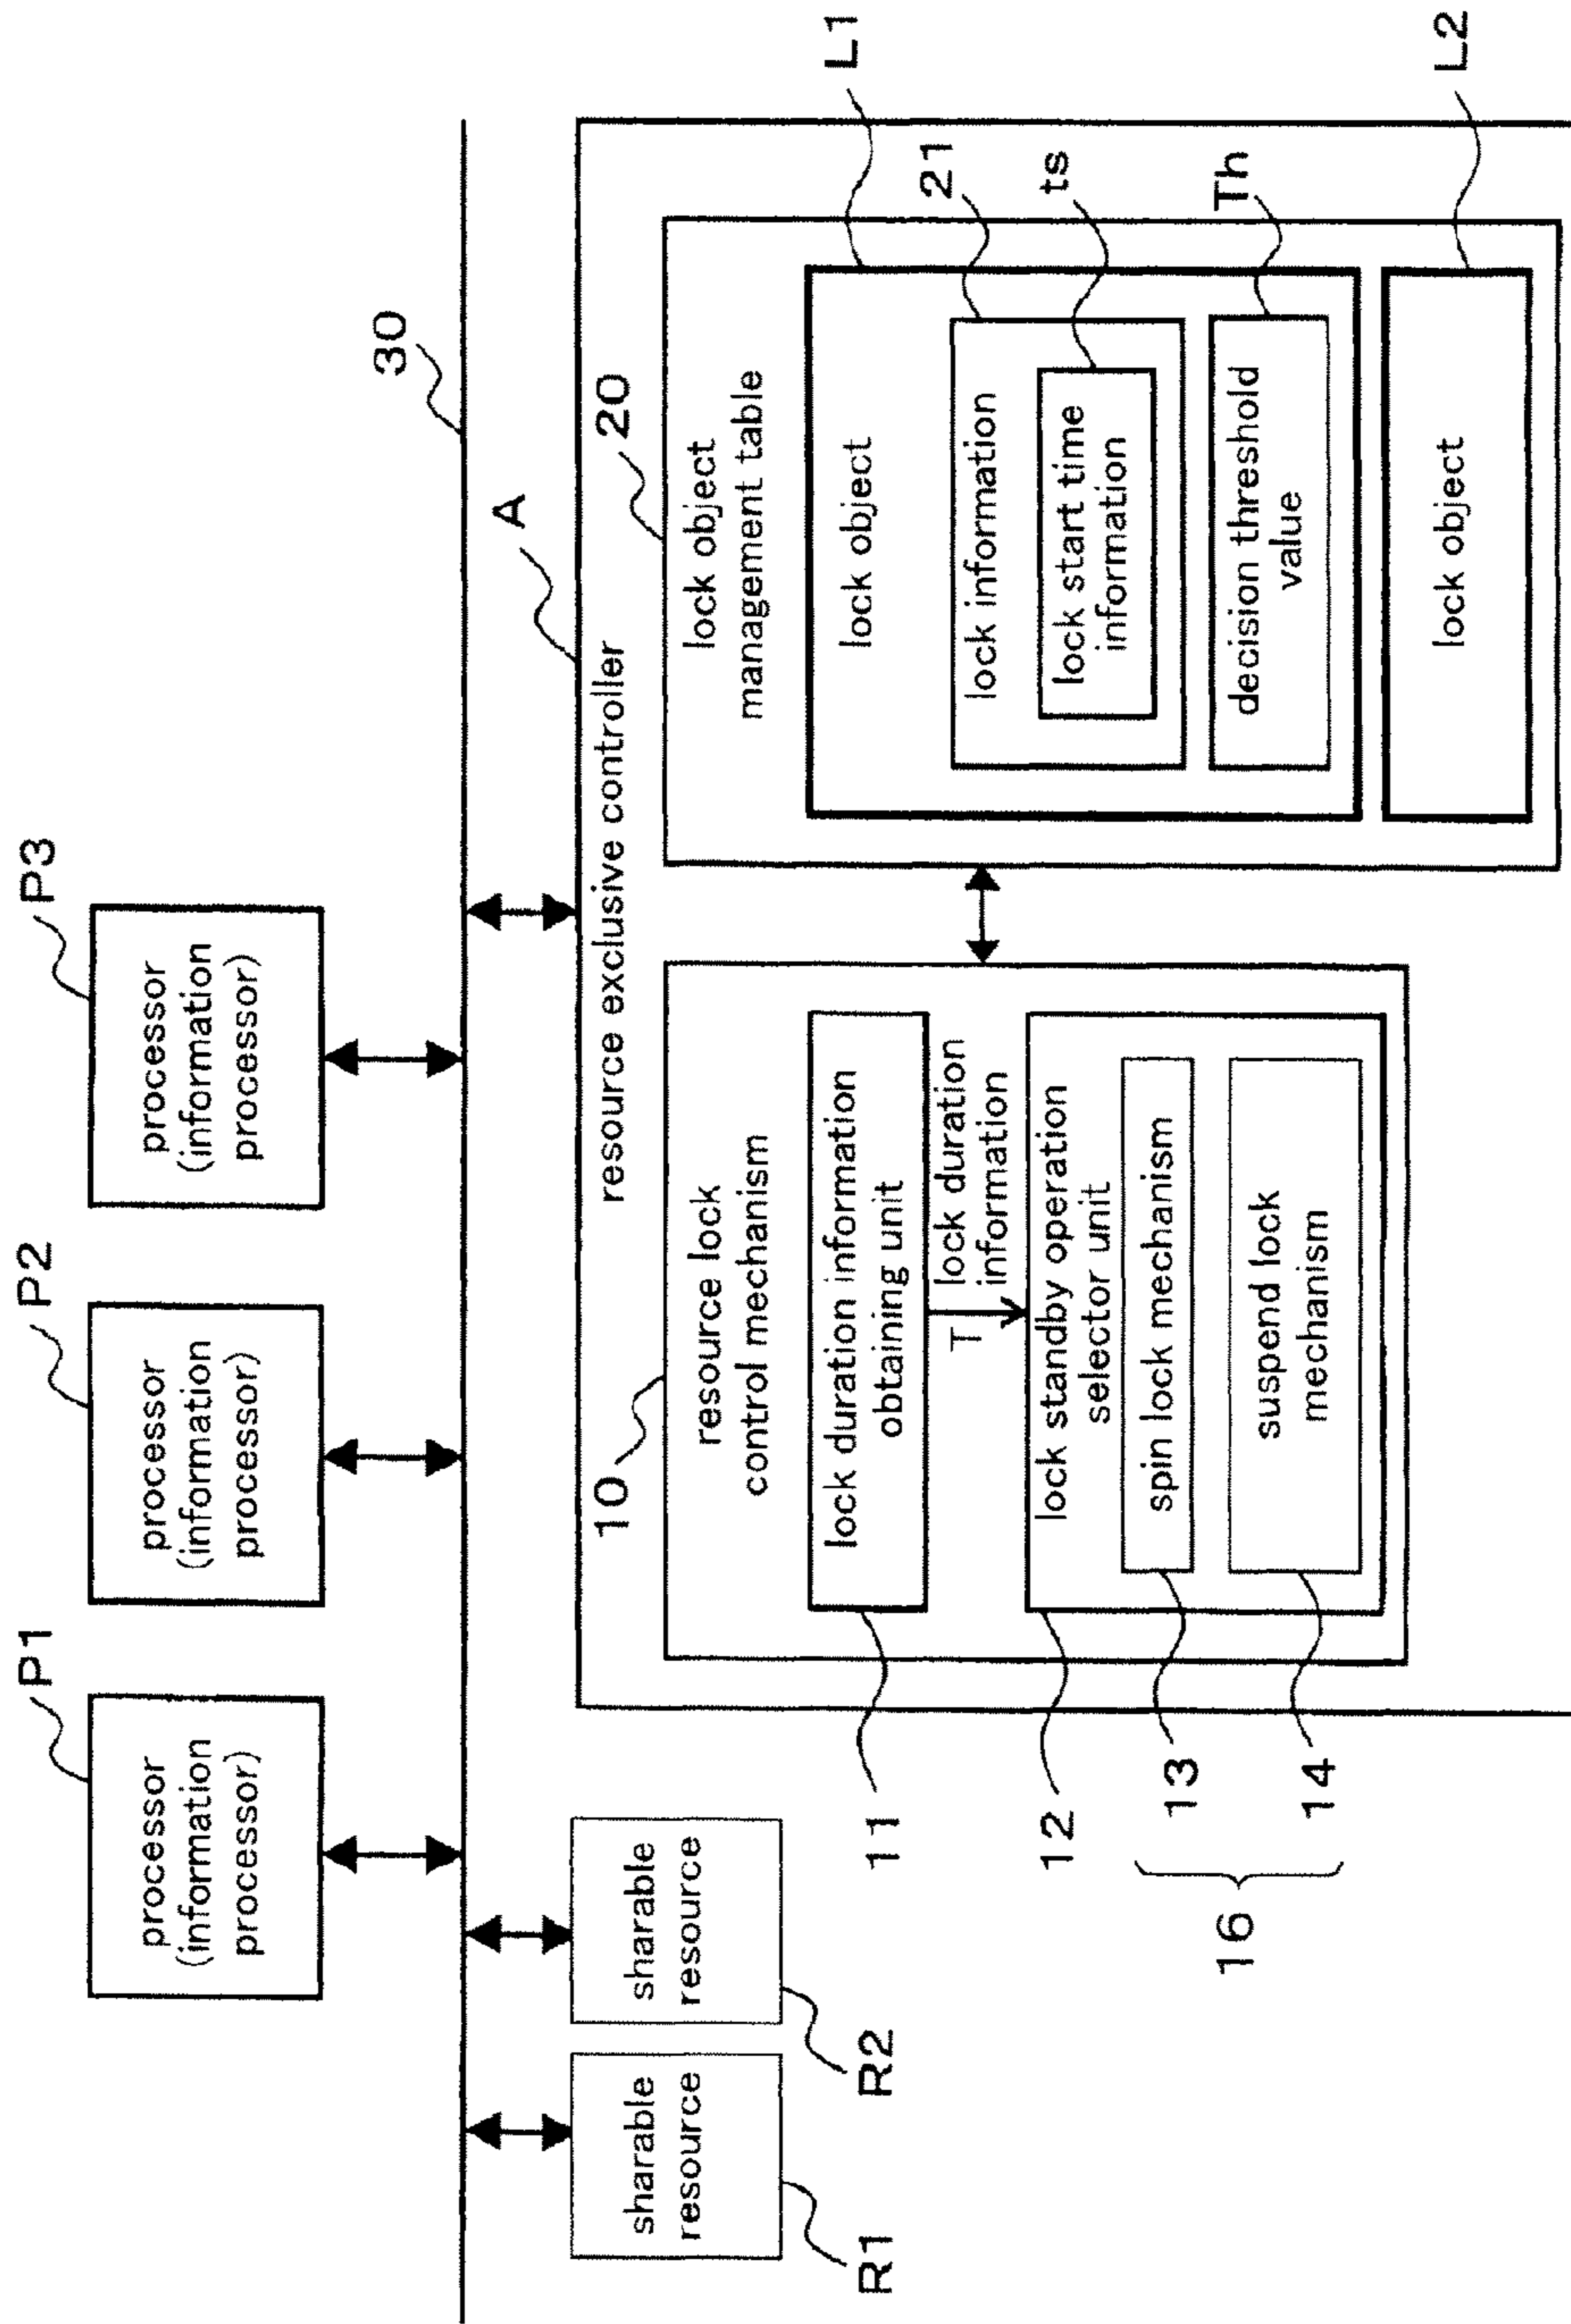 P1
processor
(information
processor)
P2
processor
(information
processor)
P3
processor
(information
processor)
30
sharable
resource
R1
sharable
resource
R2
A
resource exclusive controller
10
resource lock
control mechanism
lock duration information
obtaining unit
11
T
lock duration
information
lock standby operation
selector unit
12
spin lock mechanism
13
suspend lock
mechanism
14
16
20
lock object
management table
lock object
L1
lock information
21
lock start time
information
ts
decision threshold
value
Th
lock object
L2